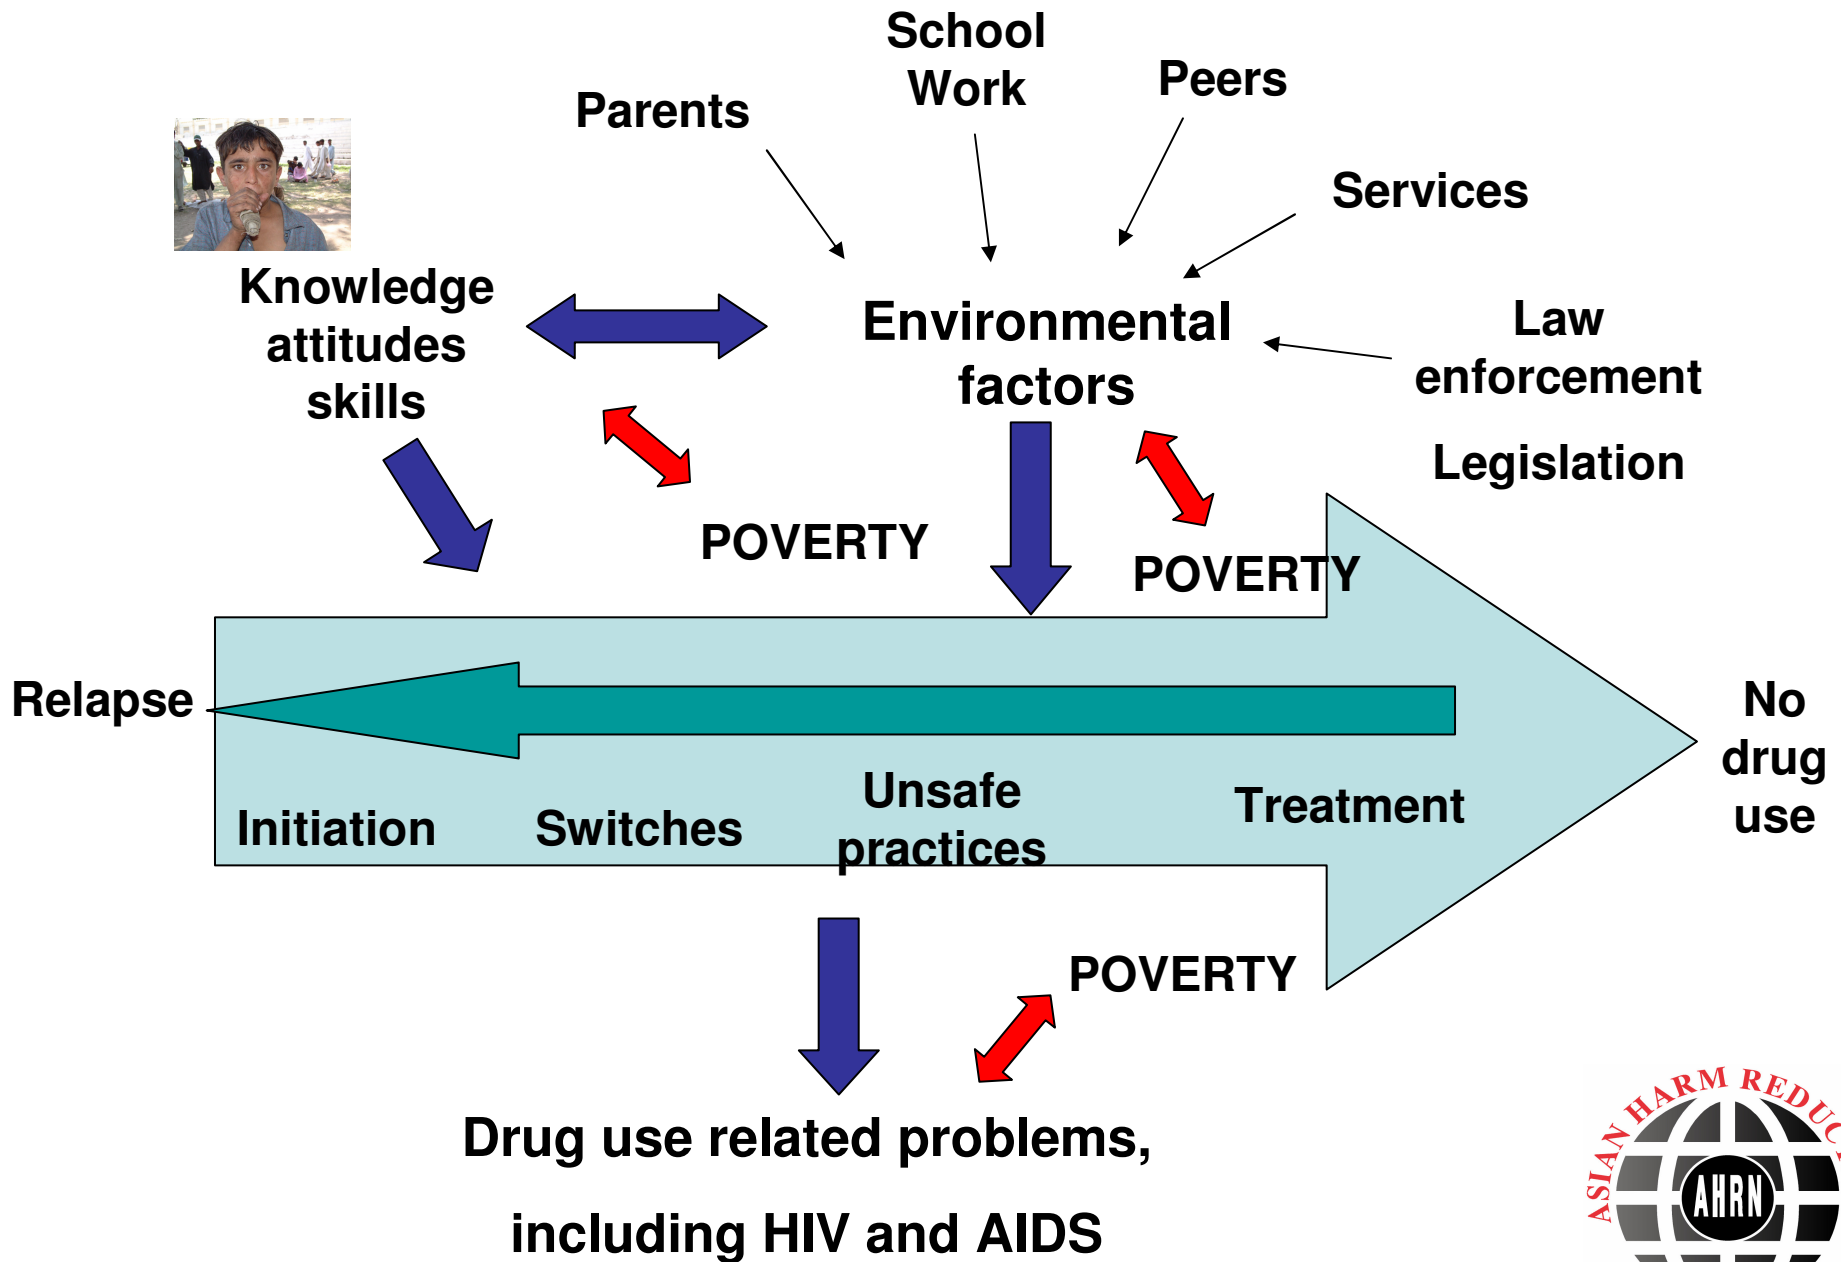 School
Work
Peers
Parents
Services
Knowledge
attitudes
skills
Environmental
factors
Law
enforcement
Legislation
POVERTY
POVERTY
Relapse
No
drug
use
Initiation
Switches
Unsafe
practices
Treatment
POVERTY
Drug use related problems,
including HIV and AIDS
ASIAN HARM REDUC
AHRN